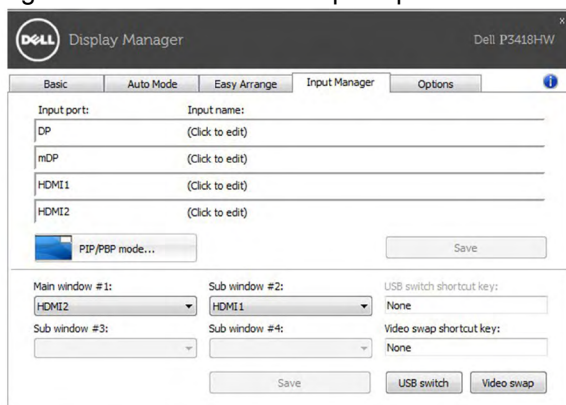 DELL Display Manager Dell P3418HW
Basic Auto Mode Easy Arrange Input Manager Options
Input port: Input name:
DP (Click to edit)
mDP (Click to edit)
HDMI1 (Click to edit)
HDMI2 (Click to edit)
PIP/PBP mode... Save
Main window #1: Sub window #2: USB switch shortcut key:
HDMI2 HDMI1 None
Sub window #3: Sub window #4: Video swap shortcut key:
None
Save USB switch Video swap